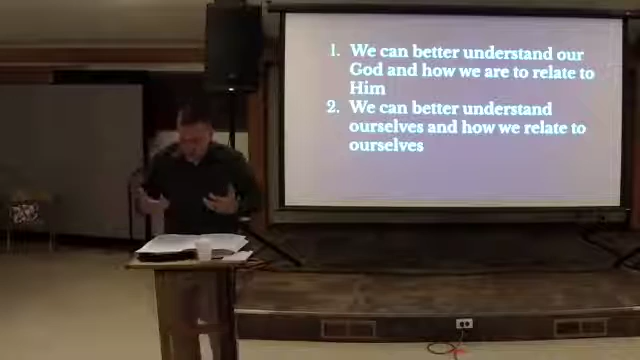 1. We can better understand our
God and how we are to relate to
Him
2. We can better understand
ourselves and how we relate to
ourselves